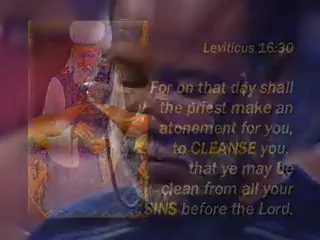 Leviticus 16:30
For on that day shall
the priest make an
atonement for you,
to CLEANSE you,
that ye may be
clean from all your
SINS before the Lord.